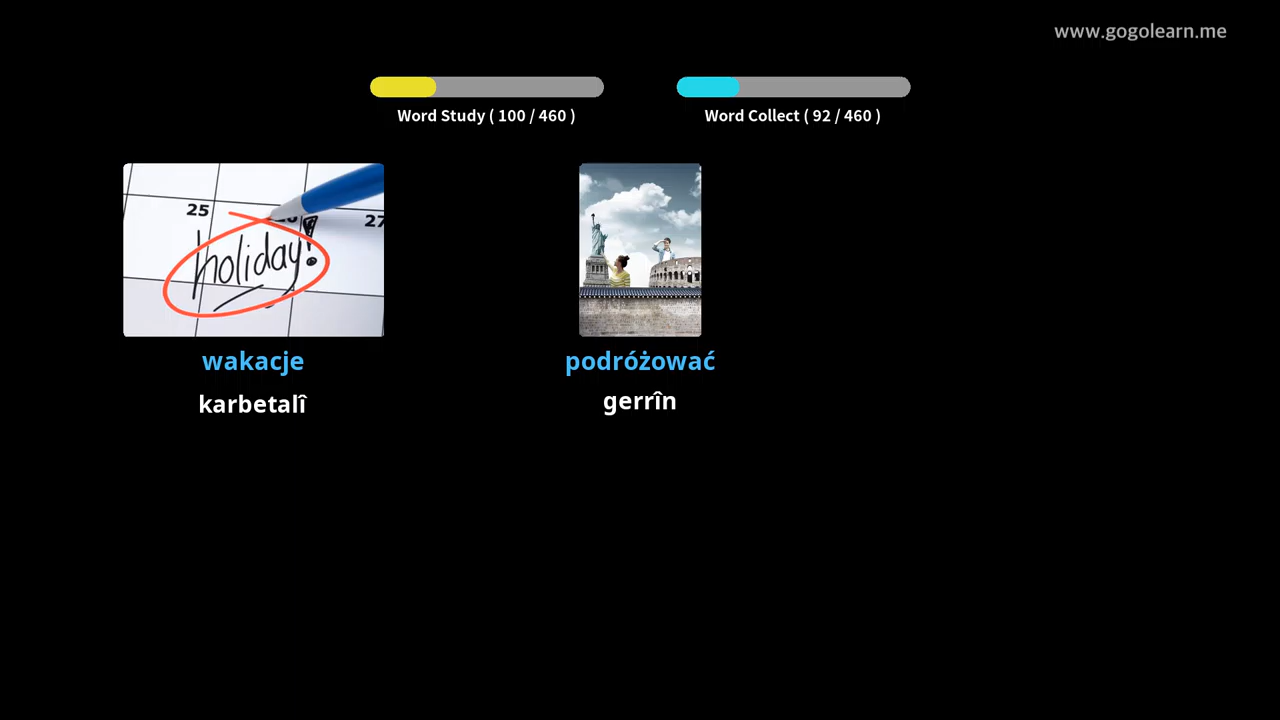 www.gogolearn.me
Word Study ( 100 / 460 )
Word Collect ( 92 / 460 )
25
27
holiday!
wakacje
podróżować
karbetalî
gerrîn